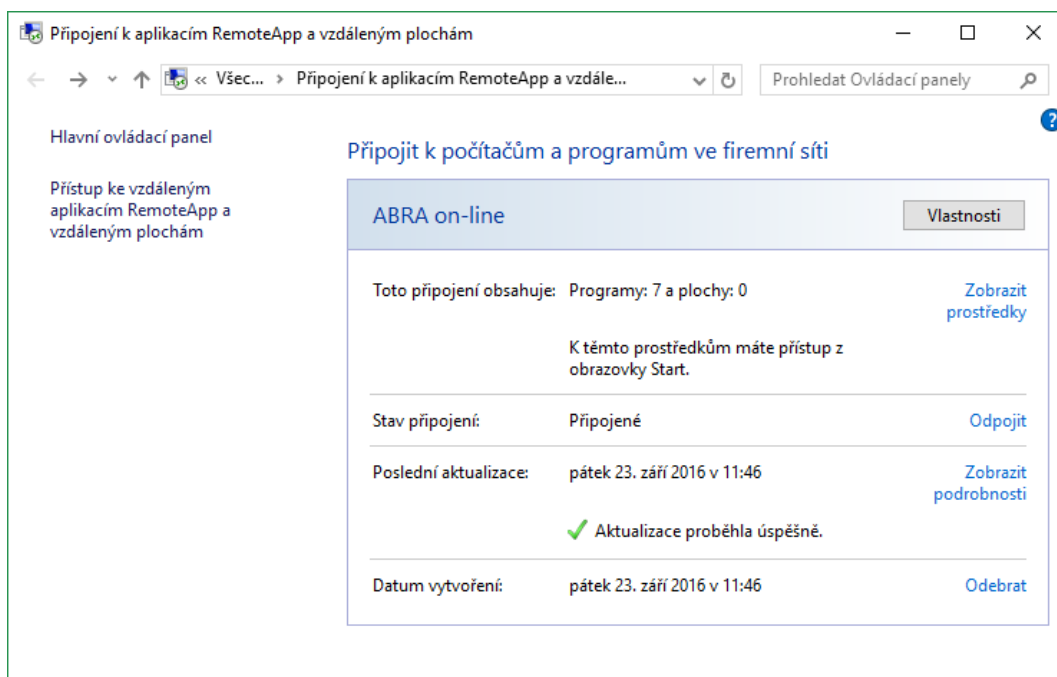 Připojení k aplikacím RemoteApp a vzdáleným plochám
« Všec... › Připojení k aplikacím RemoteApp a vzdále...
Prohledat Ovládací panely
?
Hlavní ovládací panel
Přístup ke vzdáleným
aplikacím RemoteApp a
vzdáleným plochám
Připojit k počítačům a programům ve firemní síti
ABRA on-line
Vlastnosti
Toto připojení obsahuje: Programy: 7 a plochy: 0
Zobrazit
prostředky
K těmto prostředkům máte přístup z
obrazovky Start.
Stav připojení: Připojené
Odpojit
Poslední aktualizace: pátek 23. září 2016 v 11:46
Zobrazit
podrobnosti
Aktualizace proběhla úspěšně.
Datum vytvoření: pátek 23. září 2016 v 11:46
Odebrat